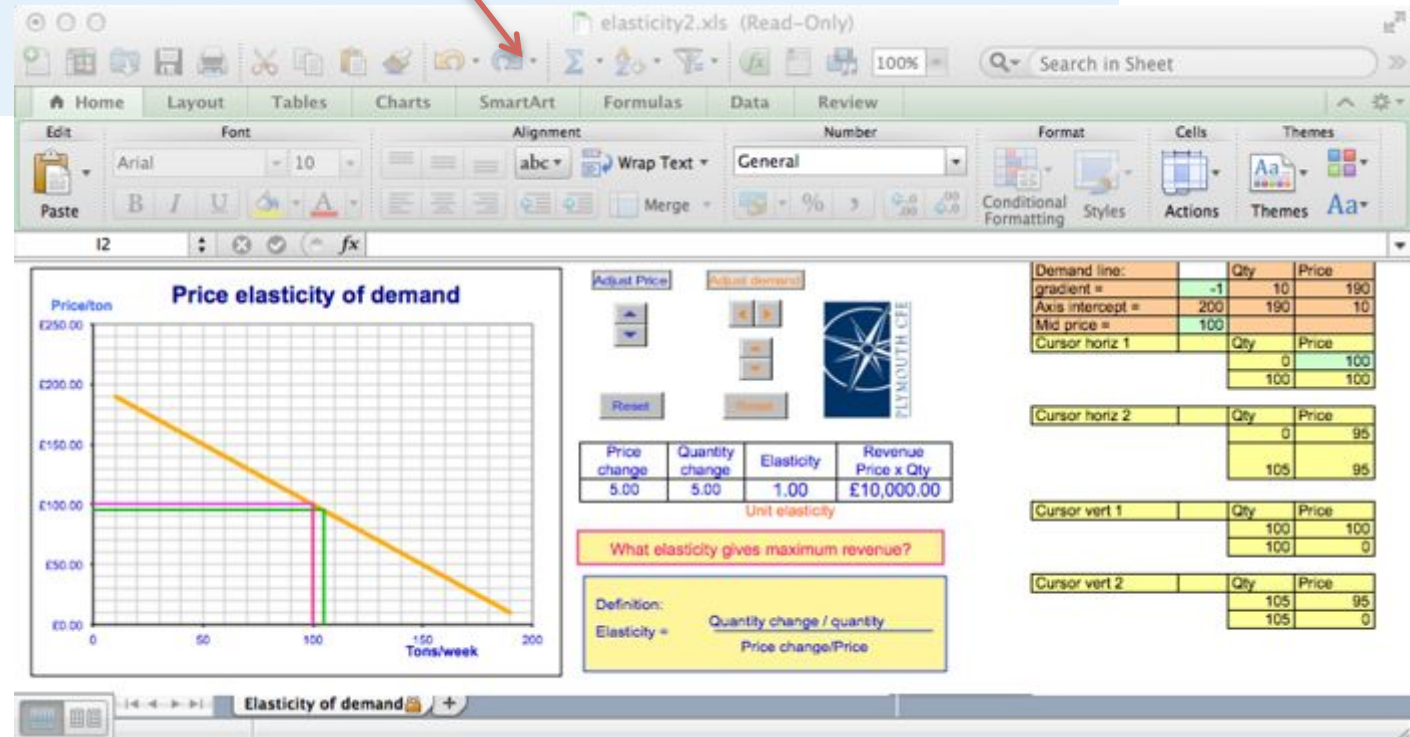 elasticity2.xls (Read-Only)
100%
Search in Sheet
Home Layout Tables Charts SmartArt Formulas Data Review
Edit Font Alignment Number Format Cells Themes
Arial 10 abc Wrap Text General
Paste B I U A Merge % Conditional Formatting Styles Actions Themes Aa
I2 fx
Price elasticity of demand
Price/ton
£250.00
£200.00
£150.00
£100.00
£50.00
£0.00
0 50 100 150 200
Tons/week
Adjust Price Adjust demand
Reset Reset
PLYMOUTH CFE
Price change Quantity change Elasticity Revenue Price x Qty
5.00 5.00 1.00 £10,000.00
Unit elasticity
What elasticity gives maximum revenue?
Definition:
Elasticity = Quantity change / quantity
Price change/Price
Demand line: Qty Price
gradient = -1 10 190
Axis intercept = 200 190 10
Mid price = 100
Cursor horiz 1 Qty Price
0 100
100 100
Cursor horiz 2 Qty Price
0 95
105 95
Cursor vert 1 Qty Price
100 100
100 0
Cursor vert 2 Qty Price
105 95
105 0
Elasticity of demand